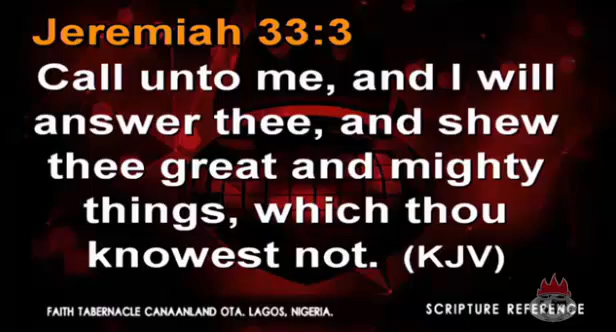 Jeremiah 33:3
Call unto me, and I will
answer thee, and shew
thee great and mighty
things, which thou
knowest not. (KJV)
FAITH TABERNACLE CANAANLAND OTA. LAGOS, NIGERIA.
SCRIPTURE REFERENCE